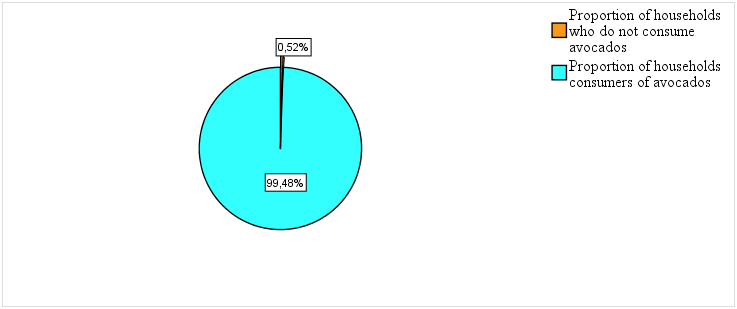 0,52%
99,48%
Proportion of households
who do not consume
avocados
Proportion of households
consumers of avocados